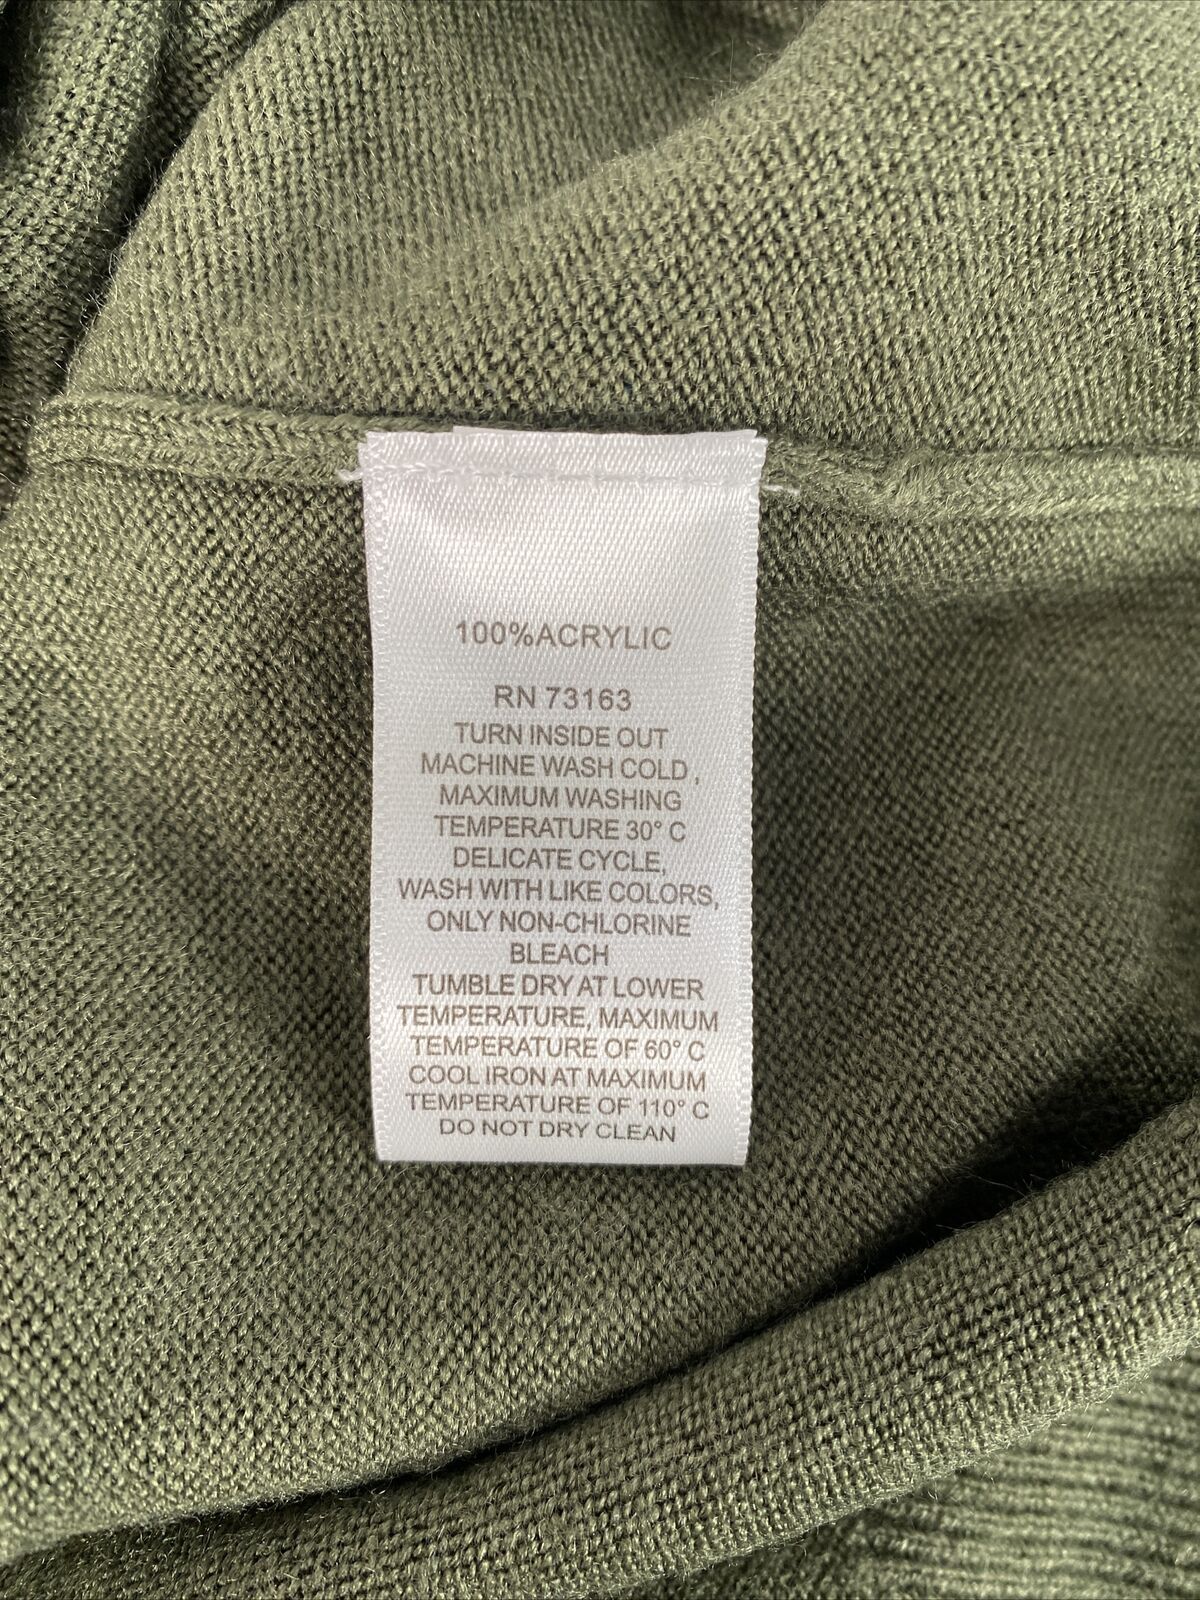 100%ACRYLIC
RN 73163
TURN INSIDE OUT
MACHINE WASH COLD ,
MAXIMUM WASHING
TEMPERATURE 30° C
DELICATE CYCLE,
WASH WITH LIKE COLORS,
ONLY NON-CHLORINE
BLEACH
TUMBLE DRY AT LOWER
TEMPERATURE, MAXIMUM
TEMPERATURE OF 60° C
COOL IRON AT MAXIMUM
TEMPERATURE OF 110° C
DO NOT DRY CLEAN